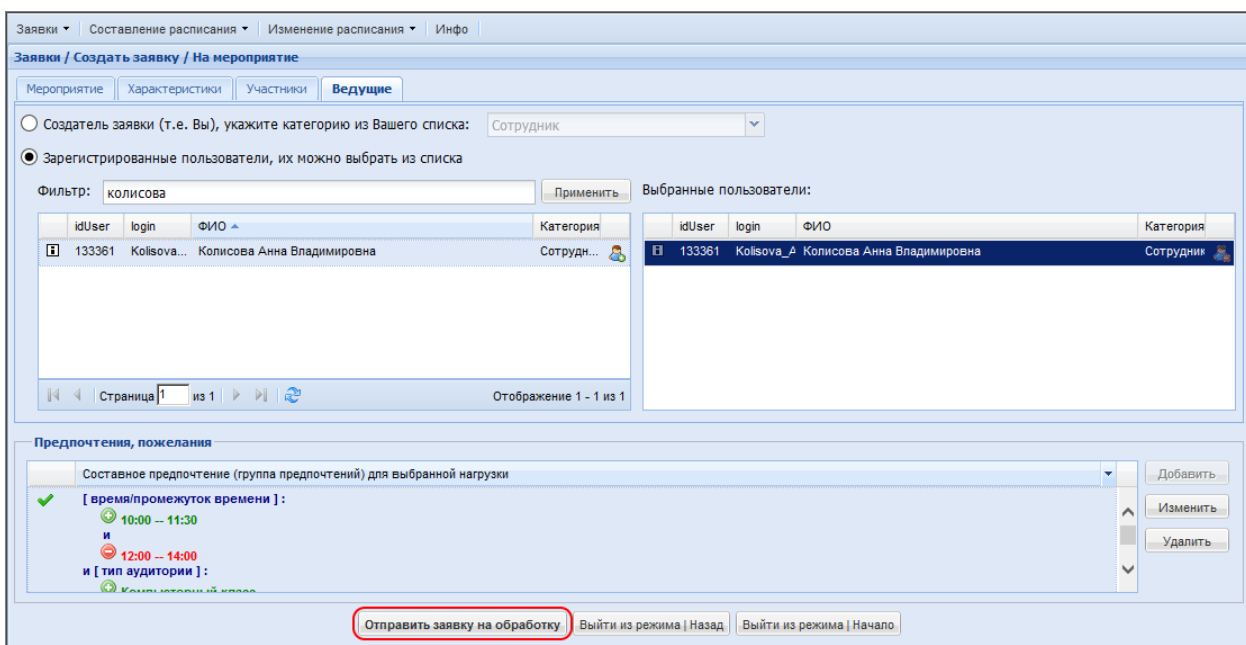 Заявки Составление расписания Изменение расписания Инфо
Заявки / Создать заявку / На мероприятие
Мероприятие Характеристики Участники Ведущие
Создатель заявки (т.е. Вы), укажите категорию из Вашего списка: Сотрудник
Зарегистрированные пользователи, их можно выбрать из списка
Фильтр: колисова Применить Выбранные пользователи:
idUser login ФИО Категория idUser login ФИО Категория
133361 Kolisova... Колисова Анна Владимировна Сотрудн... 133361 Kolisova_A Колисова Анна Владимировна Сотрудник
Страница 1 из 1 Отображение 1 - 1 из 1
Предпочтения, пожелания
Составное предпочтение (группа предпочтений) для выбранной нагрузки Добавить
[ время/промежуток времени ] :
10:00 -- 11:30 Изменить
и
12:00 -- 14:00 Удалить
и [ тип аудитории ] :
Компьютерный класс
Отправить заявку на обработку Выйти из режима | Назад Выйти из режима | Начало